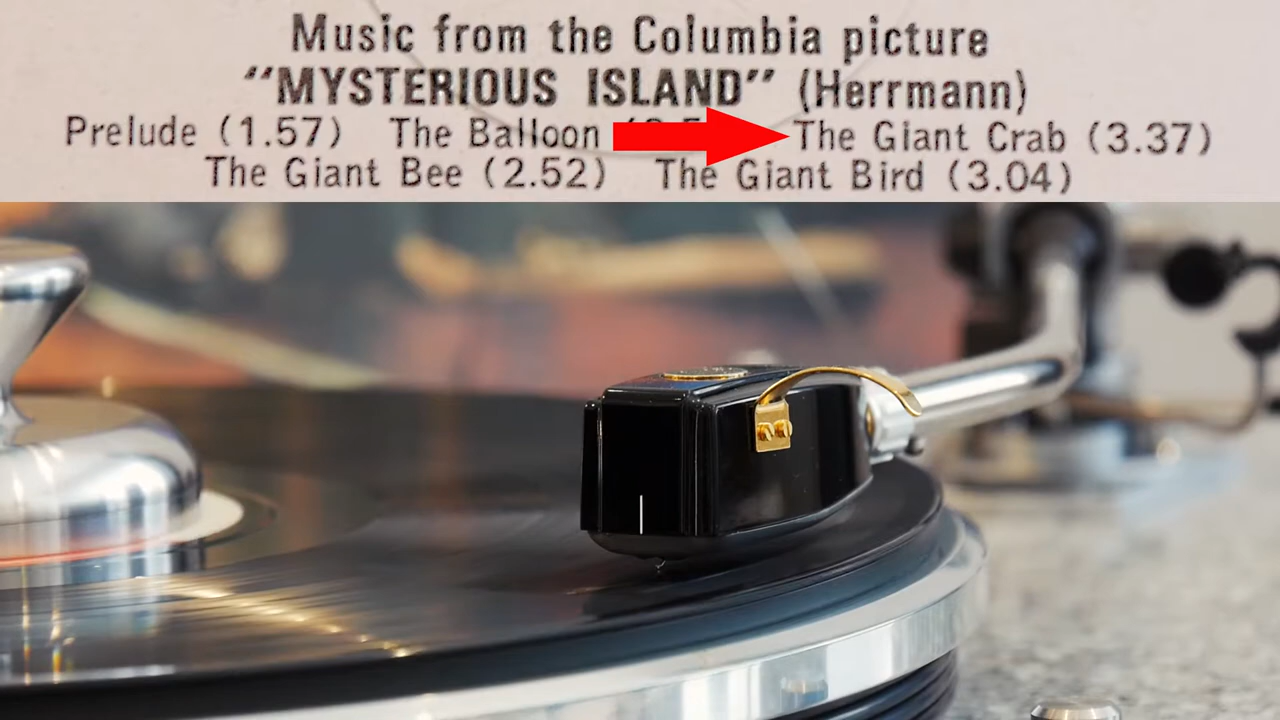 Music from the Columbia picture
“MYSTERIOUS ISLAND” (Herrmann)
Prelude (1.57) The Balloon The Giant Crab (3.37)
The Giant Bee (2.52) The Giant Bird (3.04)